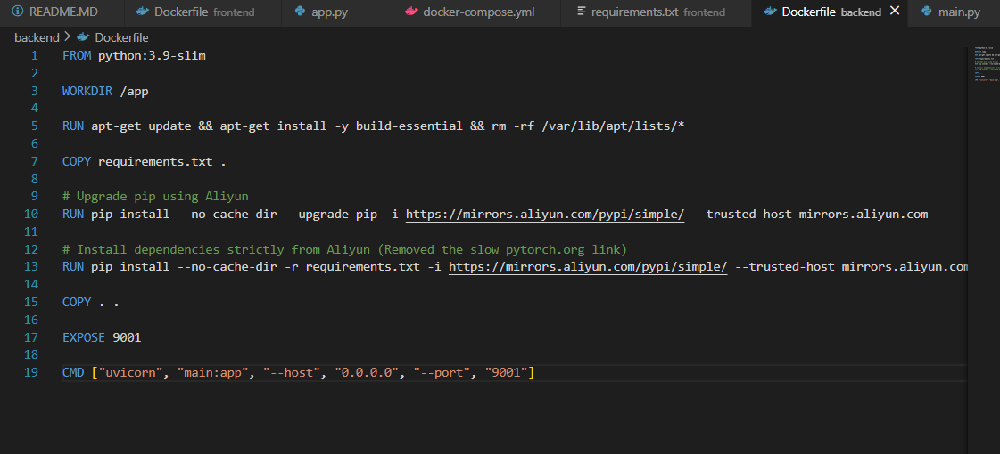 README.MD Dockerfile frontend app.py docker-compose.yml requirements.txt frontend Dockerfile backend main.py
backend > Dockerfile
1 FROM python:3.9-slim
2
3 WORKDIR /app
4
5 RUN apt-get update && apt-get install -y build-essential && rm -rf /var/lib/apt/lists/*
6
7 COPY requirements.txt .
8
9 # Upgrade pip using Aliyun
10 RUN pip install --no-cache-dir --upgrade pip -i https://mirrors.aliyun.com/pypi/simple/ --trusted-host mirrors.aliyun.com
11
12 # Install dependencies strictly from Aliyun (Removed the slow pytorch.org link)
13 RUN pip install --no-cache-dir -r requirements.txt -i https://mirrors.aliyun.com/pypi/simple/ --trusted-host mirrors.aliyun.com
14
15 COPY . .
16
17 EXPOSE 9001
18
19 CMD ["uvicorn", "main:app", "--host", "0.0.0.0", "--port", "9001"]